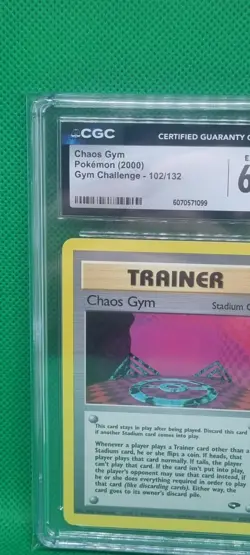 CGC
CERTIFIED GUARANTY
Chaos Gym
Pokémon (2000)
Gym Challenge - 102/132
6070571099
TRAINER
Chaos Gym
Stadium
This card stays in play after being played. Discard this card
if another Stadium card comes into play.
Whenever a player plays a Trainer card other than a
Stadium card, he or she flips a coin. If heads, that
player plays that card normally. If tails, the player
can't play that card. If the card isn't put into play,
the player's opponent may use that card instead, if
he or she does everything required in order to play
that card (like discarding cards). Either way, the
card goes to its owner's discard pile.